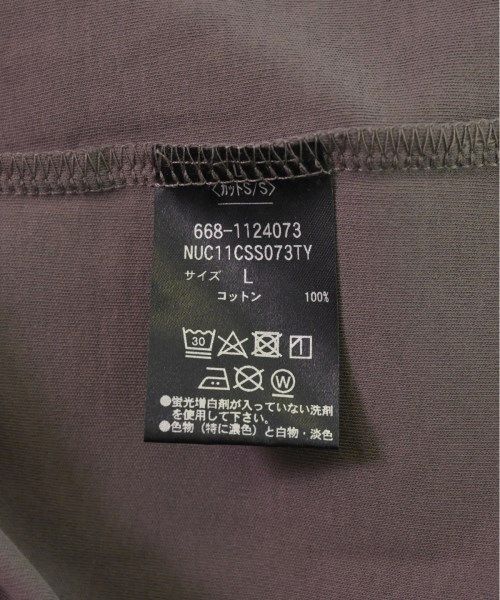 〈カットS/S〉
668-1124073
NUC11CSS073TY
サイズ L
コットン 100%
30
W
●蛍光増白剤が入っていない洗剤
を使用して下さい。
●色物（特に濃色）と白物・淡色